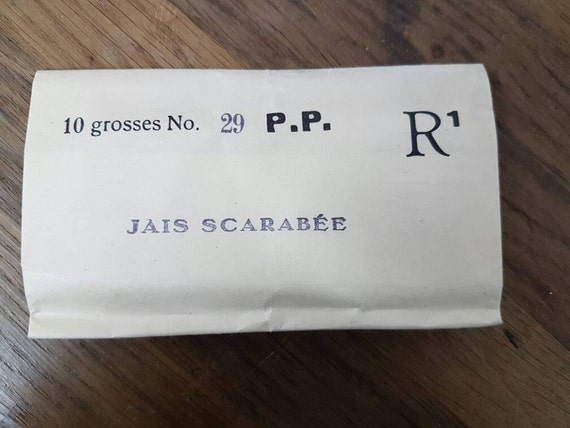 10 grosses No. 29 P.P. R¹
JAIS SCARABÉE